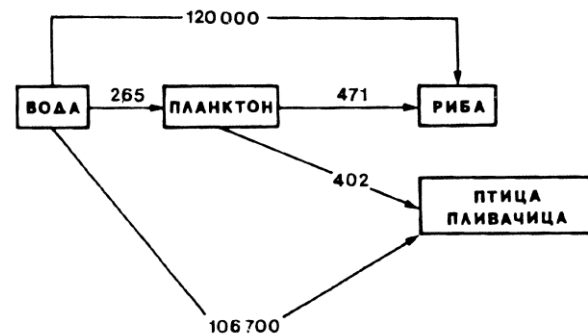 120 000
ВОДА
265
ПЛАНКТОН
471
РИБА
402
ПТИЦА
ПЛИВАЧИЦА
106 700